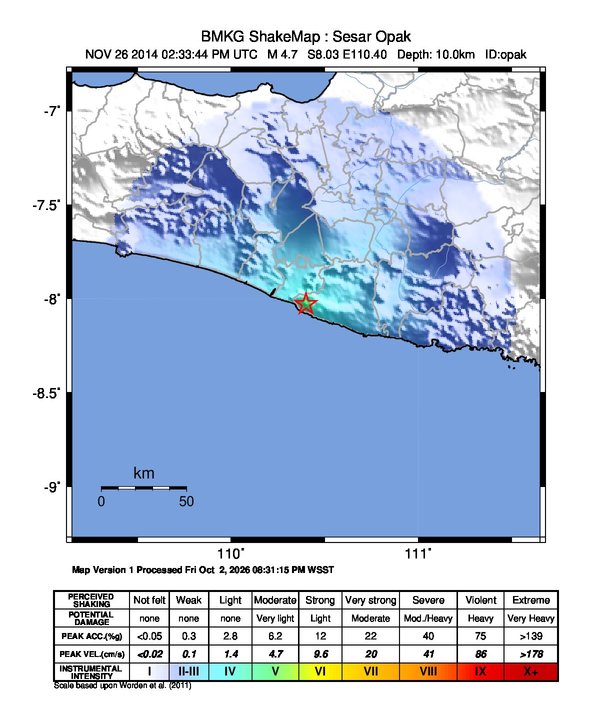 BMKG ShakeMap : Sesar Opak
NOV 26 2014 02:33:44 PM UTC M 4.7 S8.03 E110.40 Depth: 10.0km ID:opak
-7˚
-7.5˚
-8˚
-8.5˚
-9˚
km
0 50
110˚ 111˚
Map Version 1 Processed Fri Oct 2, 2026 08:31:15 PM WSST
PERCEIVED SHAKING Not felt Weak Light Moderate Strong Very strong Severe Violent Extreme
POTENTIAL DAMAGE none none none Very light Light Moderate Mod./Heavy Heavy Very Heavy
PEAK ACC.(%g) <0.05 0.3 2.8 6.2 12 22 40 75 >139
PEAK VEL.(cm/s) <0.02 0.1 1.4 4.7 9.6 20 41 86 >178
INSTRUMENTAL INTENSITY I II-III IV V VI VII VIII IX X+
Scale based upon Worden et al. (2011)